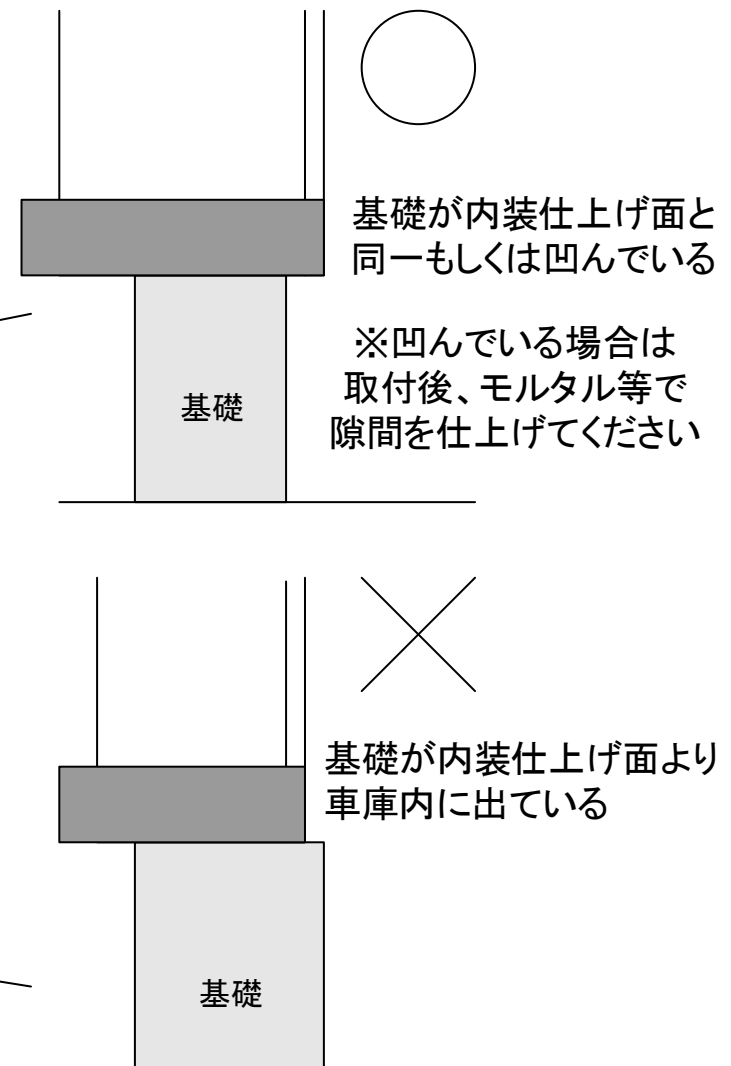 基礎が内装仕上げ面と
同一もしくは凹んでいる
※凹んでいる場合は
取付後、モルタル等で
隙間を仕上げてください
基礎
基礎が内装仕上げ面より
車庫内に出ている
基礎